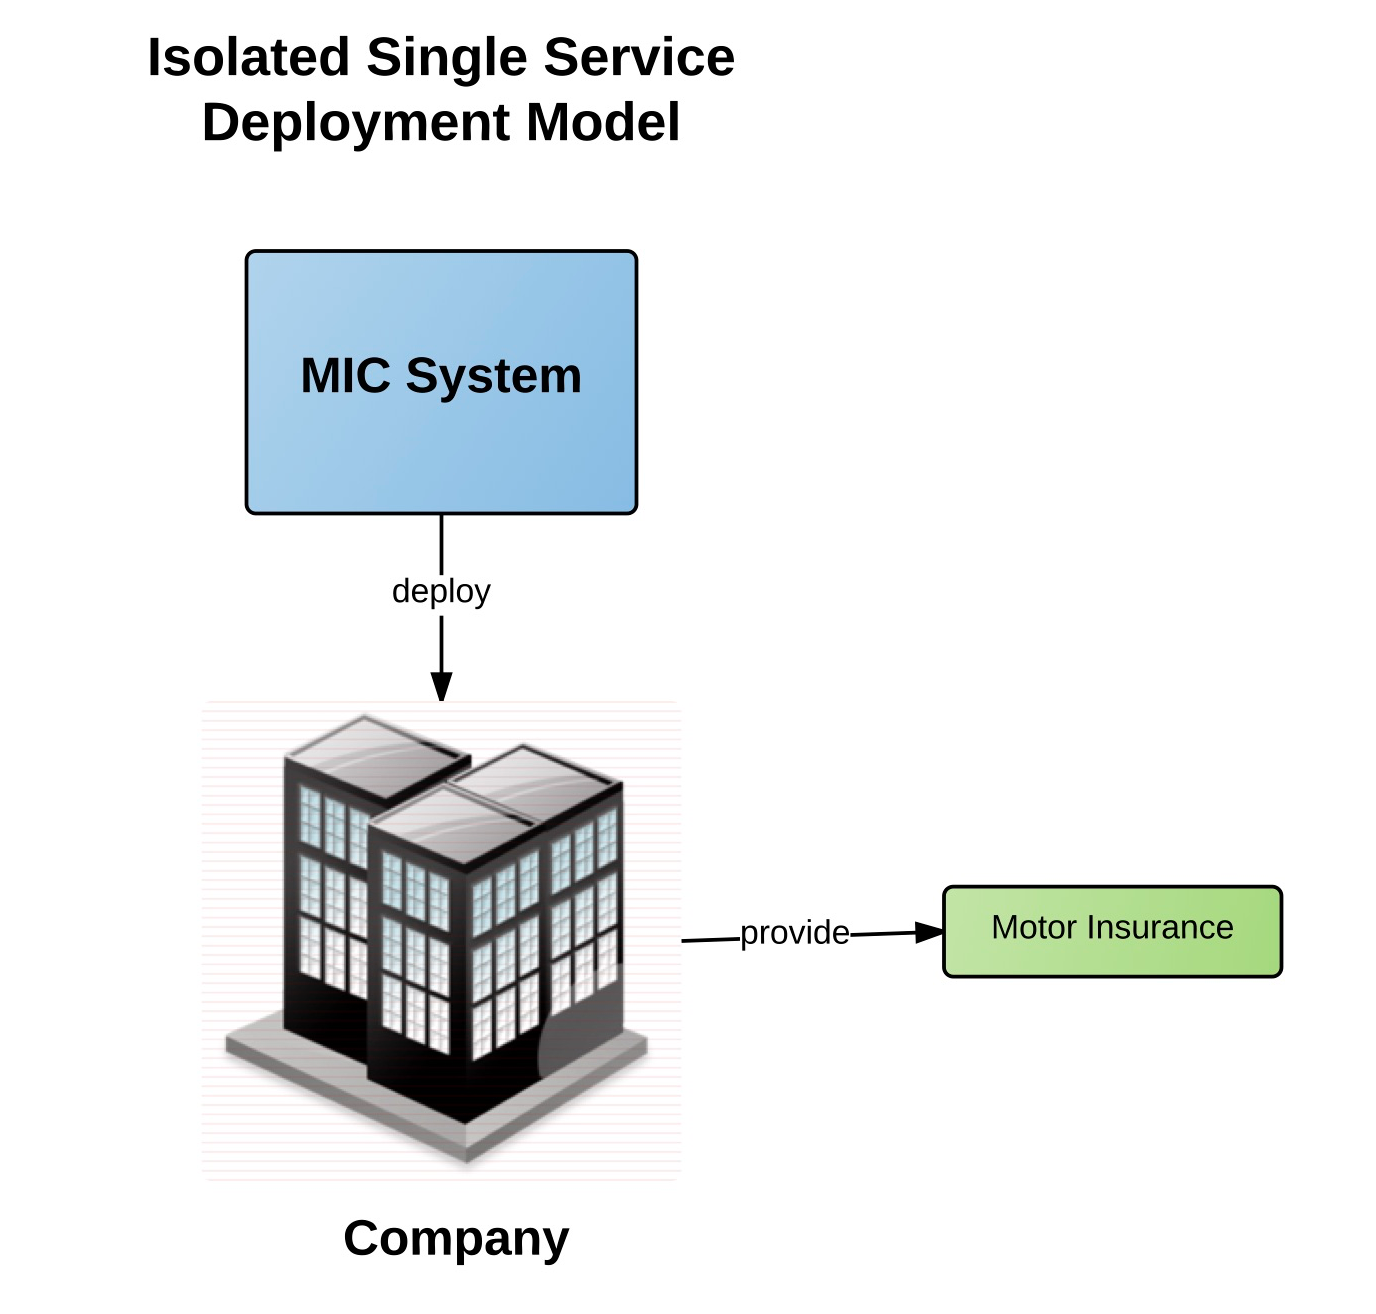 Isolated Single Service
Deployment Model
MIC System
deploy
provide
Motor Insurance
Company